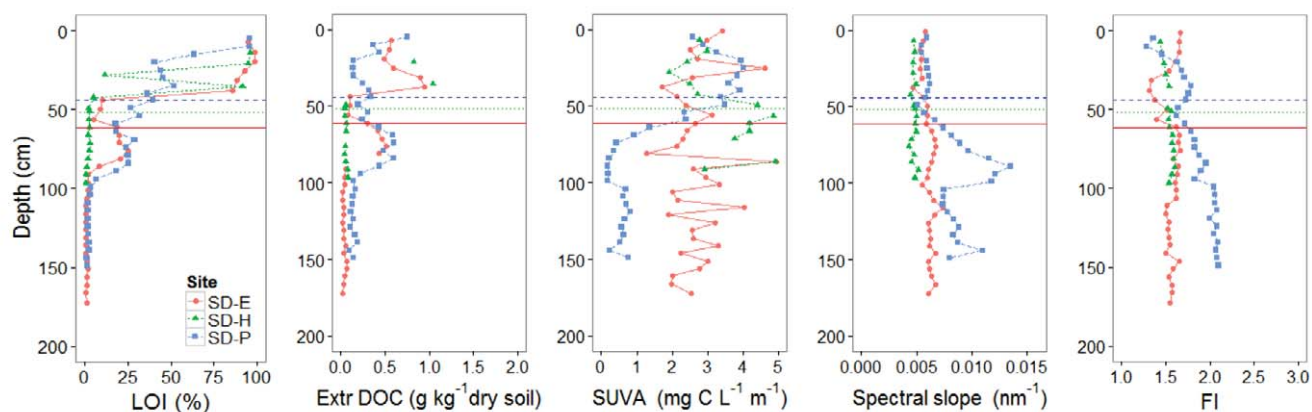 0
50
100
150
200
Depth (cm)
Site
SD-E
SD-H
SD-P
0 25 50 75 100
LOI (%)
0
50
100
150
200
0.0 0.5 1.0 1.5 2.0
Extr DOC (g kg⁻¹dry soil)
0
50
100
150
200
0 1 2 3 4 5
SUVA (mg C L⁻¹ m⁻¹)
0
50
100
150
200
0.000 0.005 0.010 0.015
Spectral slope (nm⁻¹)
0
50
100
150
200
1.0 1.5 2.0 2.5 3.0
FI